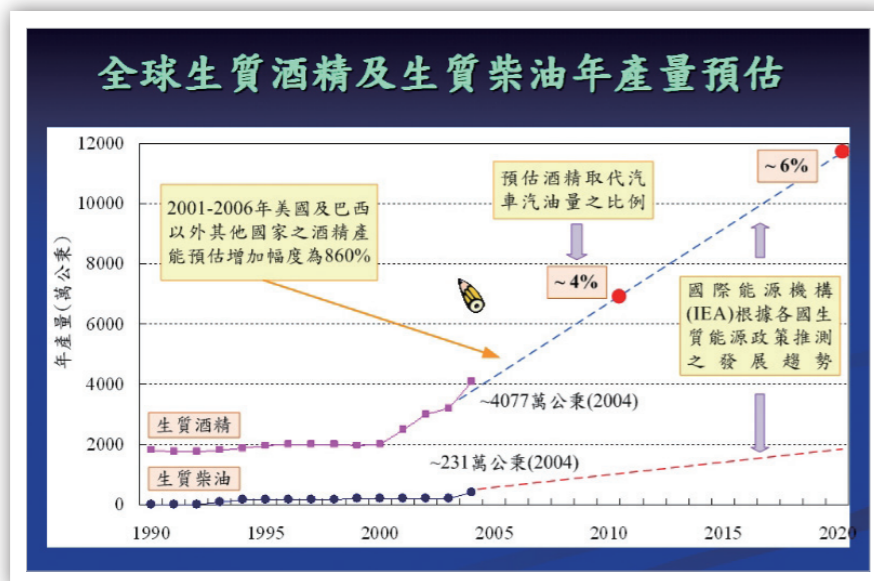 全球生質酒精及生質柴油年產量預估
12000
10000
8000
6000
4000
2000
0
年產量(萬公秉)
2001-2006年美國及巴西
以外其他國家之酒精產
能預估增加幅度為860%
預估酒精取代汽
車汽油量之比例
~4%
~6%
國際能源機構
(IEA)根據各國生
質能源政策推測
之發展趨勢
~4077萬公秉(2004)
生質酒精
~231萬公秉(2004)
生質柴油
1990
1995
2000
2005
2010
2015
2020